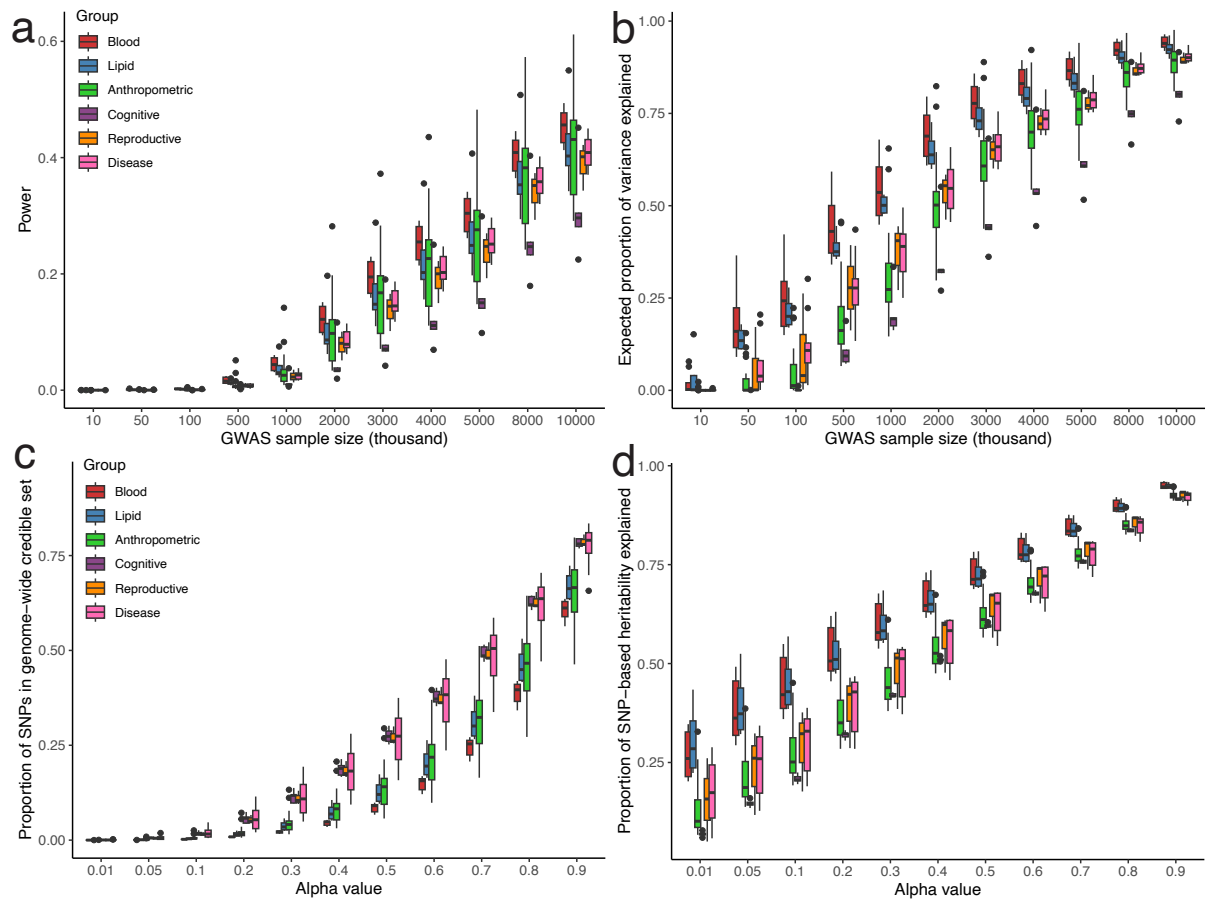 a
Group
Blood
Lipid
Anthropometric
Cognitive
Reproductive
Disease
Power
0.6
0.4
0.2
0.0
10 50 100 500 1000 2000 3000 4000 5000 8000 10000
GWAS sample size (thousand)
b
Expected proportion of variance explained
1.00
0.75
0.50
0.25
0.00
10 50 100 500 1000 2000 3000 4000 5000 8000 10000
GWAS sample size (thousand)
c
Group
Blood
Lipid
Anthropometric
Cognitive
Reproductive
Disease
Proportion of SNPs in genome−wide credible set
0.75
0.50
0.25
0.00
0.01 0.05 0.1 0.2 0.3 0.4 0.5 0.6 0.7 0.8 0.9
Alpha value
d
Proportion of SNP−based heritability explained
1.00
0.75
0.50
0.25
0.01 0.05 0.1 0.2 0.3 0.4 0.5 0.6 0.7 0.8 0.9
Alpha value